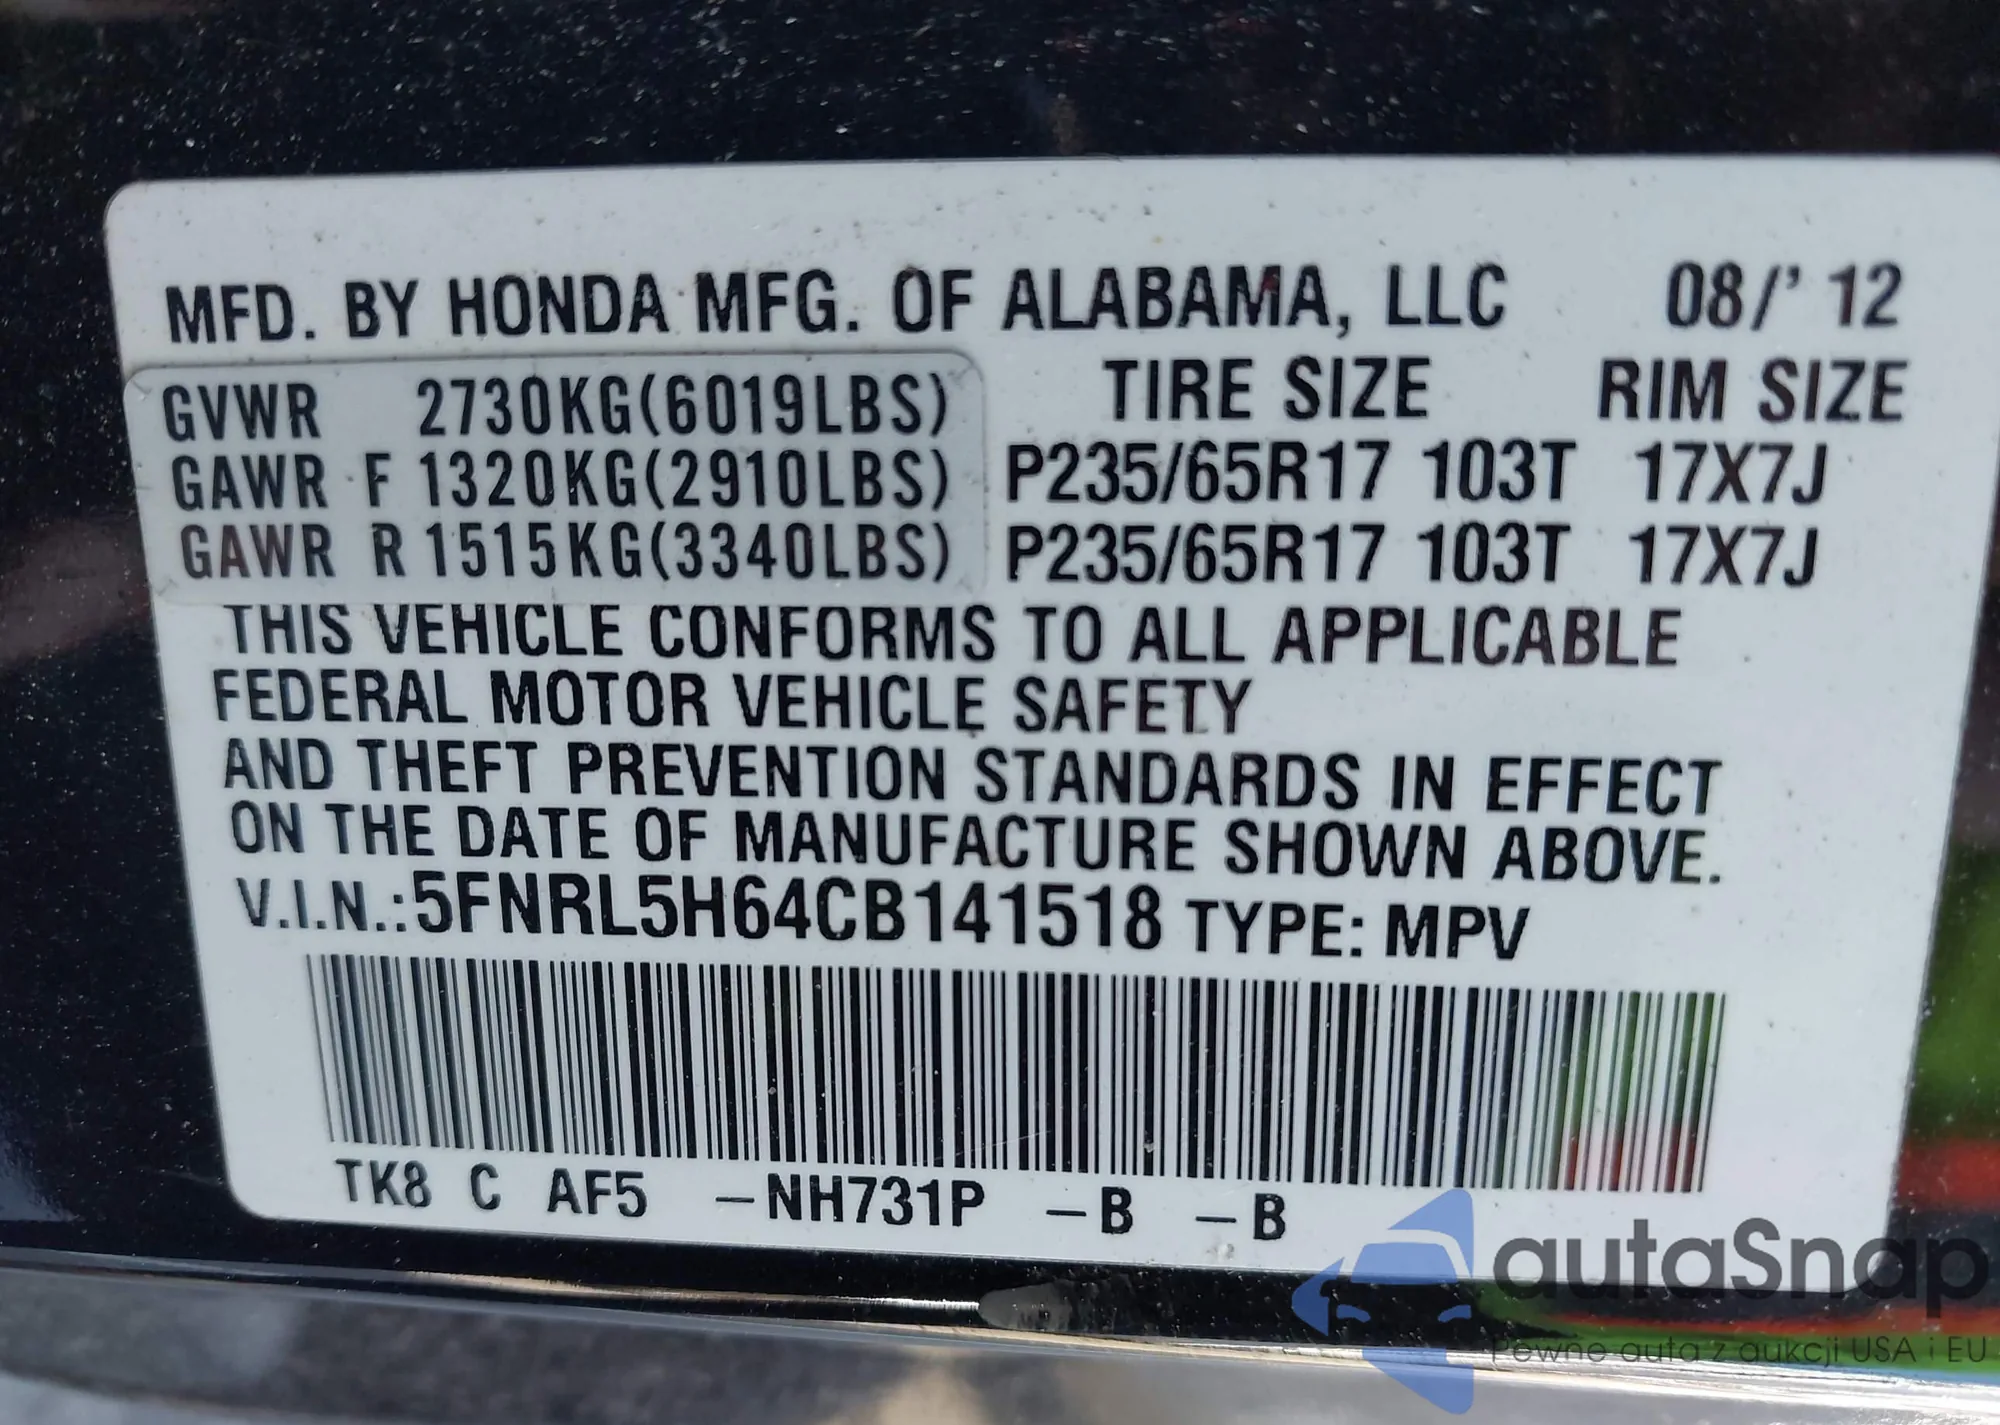 MFD. BY HONDA MFG. OF ALABAMA, LLC 08/'12
TIRE SIZE RIM SIZE
GVWR 2730KG(6019LBS)
GAWR F 1320KG(2910LBS) P235/65R17 103T 17X7J
GAWR R 1515KG(3340LBS) P235/65R17 103T 17X7J
THIS VEHICLE CONFORMS TO ALL APPLICABLE
FEDERAL MOTOR VEHICLE SAFETY
AND THEFT PREVENTION STANDARDS IN EFFECT
ON THE DATE OF MANUFACTURE SHOWN ABOVE.
V.I.N.:5FNRL5H64CB141518 TYPE: MPV
TK8 C AF5 -NH731P -B -B
autaSnap
Pewne auta z aukcji USA i EU